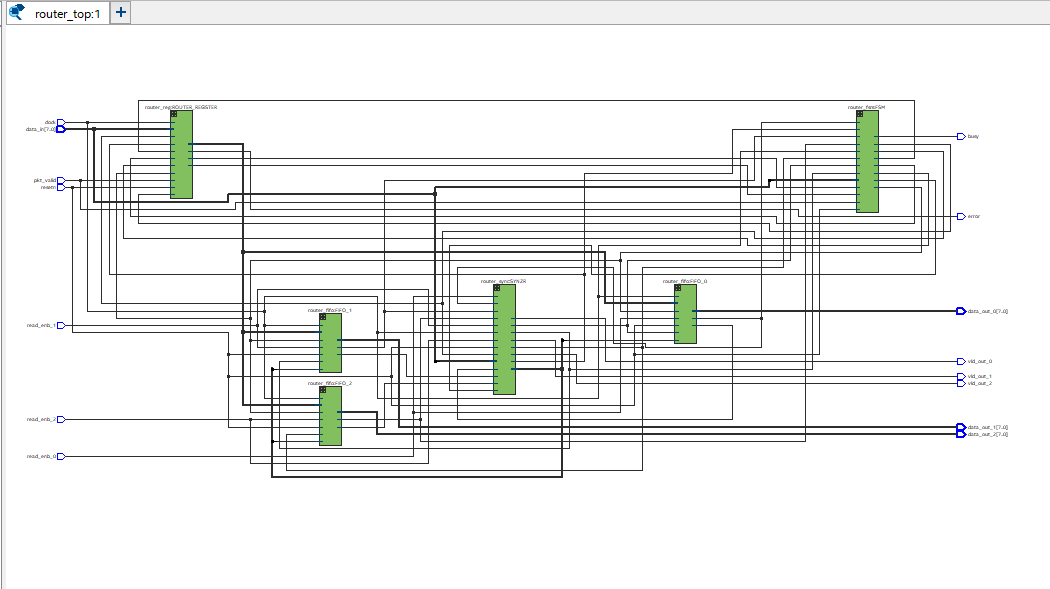 router_top:1
router_reg:ROUTER_REGISTER
router_fsm:FSM
clock
data_in[7..0]
busy
pkt_valid
resetn
error
router_sync:SYNZR
router_fifo:FIFO_0
router_fifo:FIFO_1
data_out_0[7..0]
read_enb_1
vld_out_0
vld_out_1
vld_out_2
router_fifo:FIFO_2
read_enb_2
data_out_1[7..0]
data_out_2[7..0]
read_enb_0